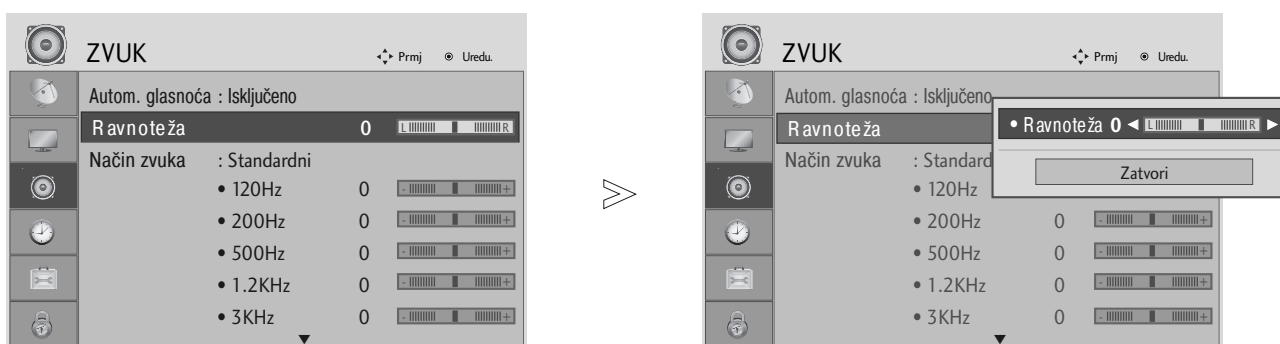 ZVUK
Prmj Uredu.
Autom. glasnoća : Isključeno
Ravnoteža 0 L R
Način zvuka : Standardni
• 120Hz 0 - +
• 200Hz 0 - +
• 500Hz 0 - +
• 1.2KHz 0 - +
• 3KHz 0 - +
ZVUK
Prmj Uredu.
Autom. glasnoća : Isključeno
Ravnoteža
• Ravnoteža 0 L R
Način zvuka : Standard
Zatvori
• 120Hz
• 200Hz 0 - +
• 500Hz 0 - +
• 1.2KHz 0 - +
• 3KHz 0 - +